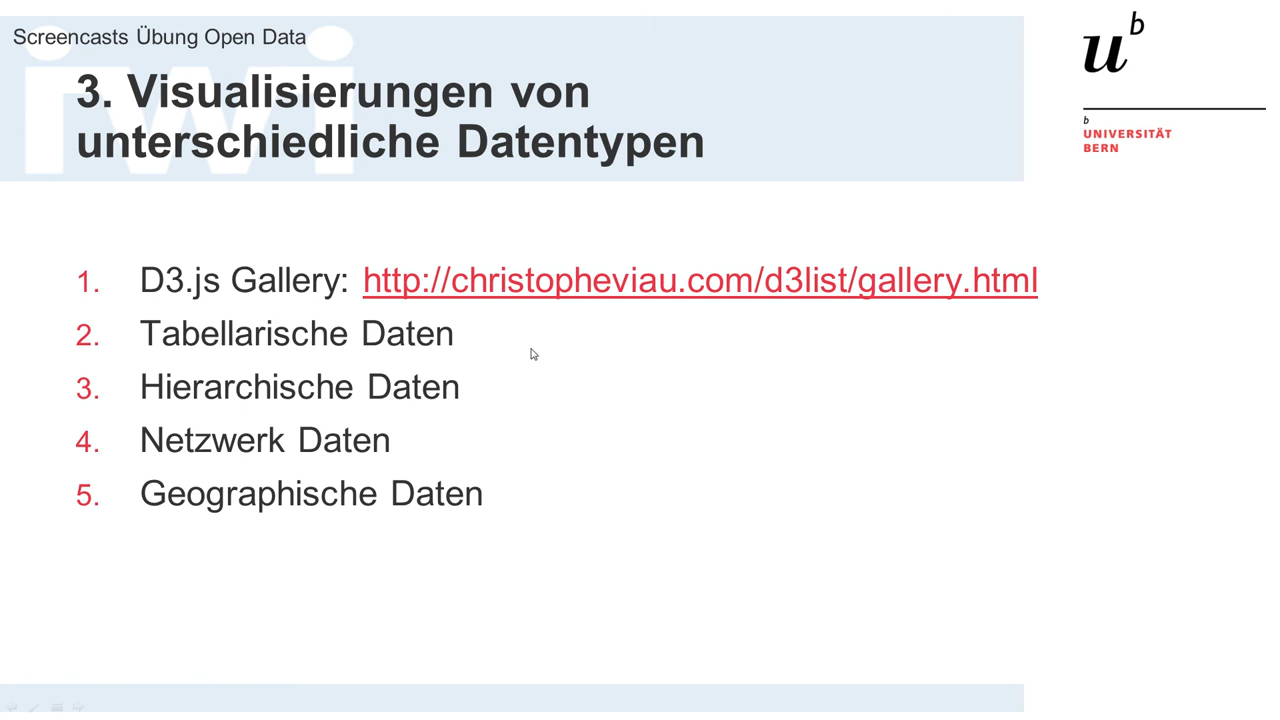 Screencasts Übung Open Data
iwi
3. Visualisierungen von
unterschiedliche Datentypen
u b
b
UNIVERSITÄT
BERN
1. D3.js Gallery: http://christopheviau.com/d3list/gallery.html
2. Tabellarische Daten
3. Hierarchische Daten
4. Netzwerk Daten
5. Geographische Daten